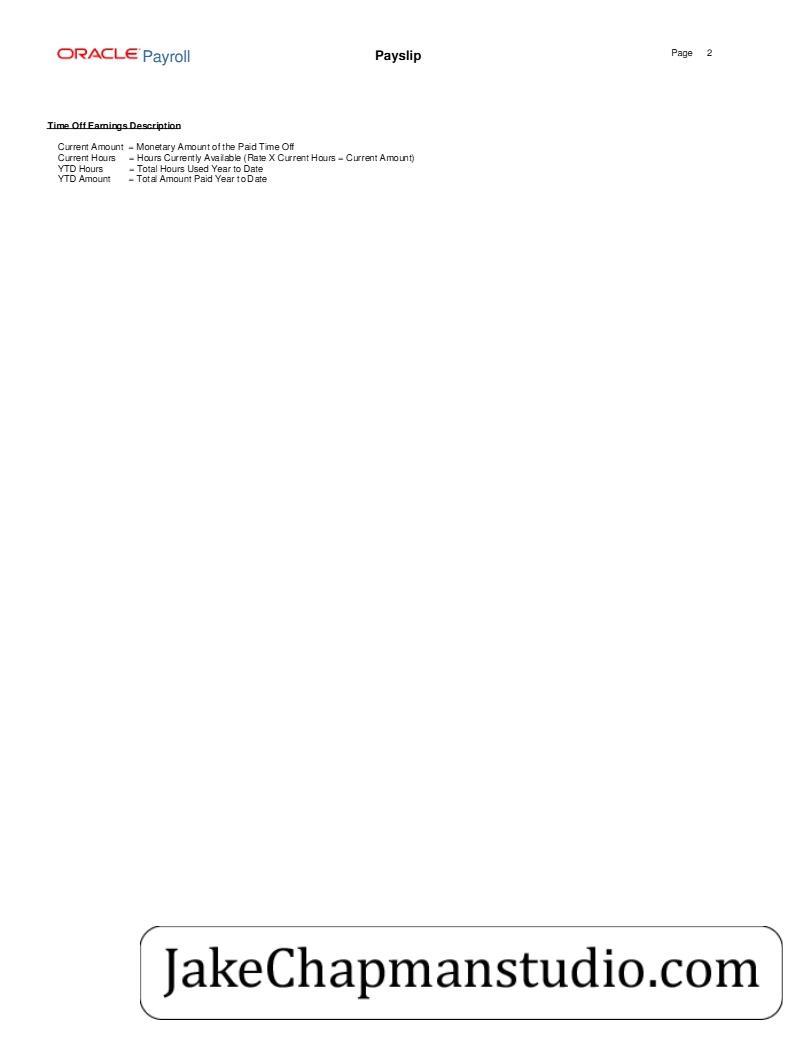 ORACLE Payroll
Payslip
Page 2
Time Off Earnings Description
Current Amount = Monetary Amount of the Paid Time Off
Current Hours = Hours Currently Available (Rate X Current Hours = Current Amount)
YTD Hours = Total Hours Used Year to Date
YTD Amount = Total Amount Paid Year to Date
JakeChapmanstudio.com